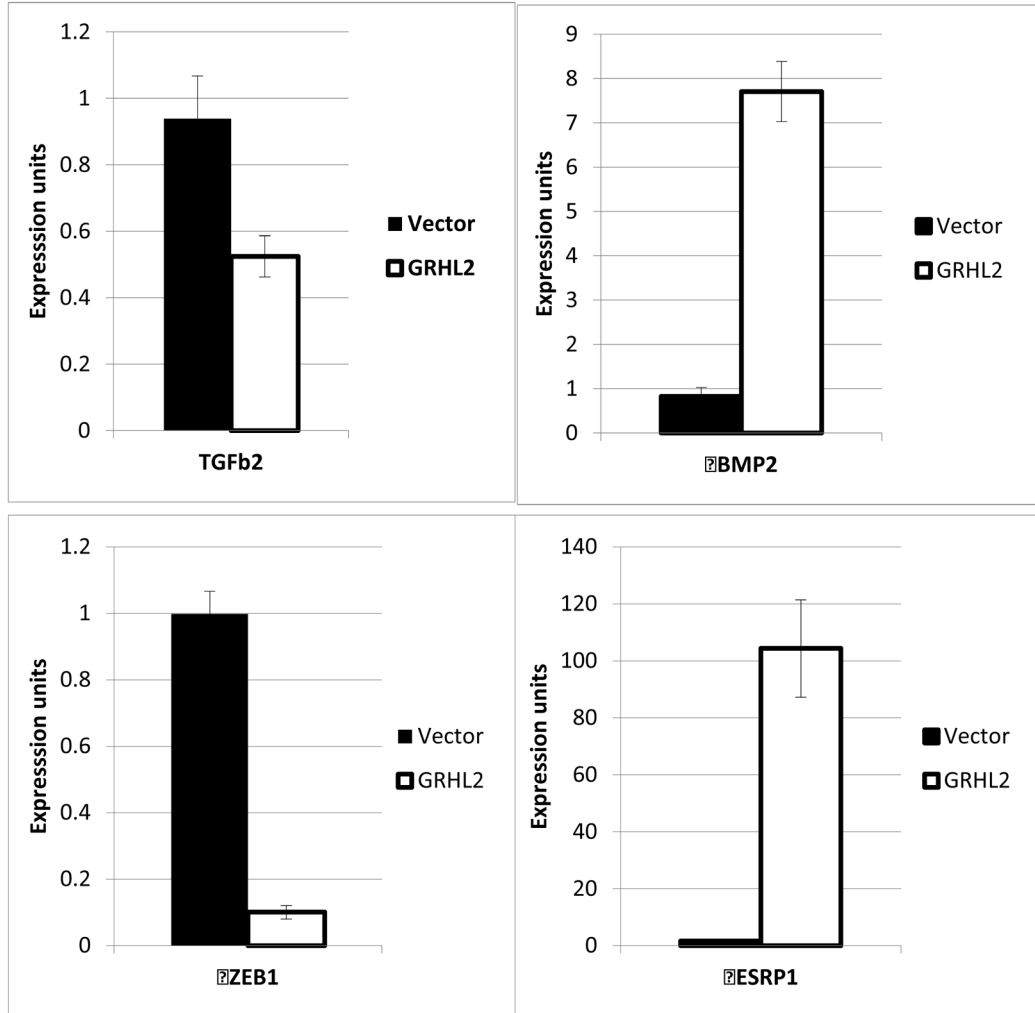 1.2
1
0.8
0.6
0.4
0.2
0
Expresssion units
Vector
GRHL2
TGFb2
9
8
7
6
5
4
3
2
1
0
Expression units
Vector
GRHL2
⍰BMP2
1.2
1
0.8
0.6
0.4
0.2
0
Expresssion units
Vector
GRHL2
⍰ZEB1
140
120
100
80
60
40
20
0
Expression units
Vector
GRHL2
⍰ESRP1